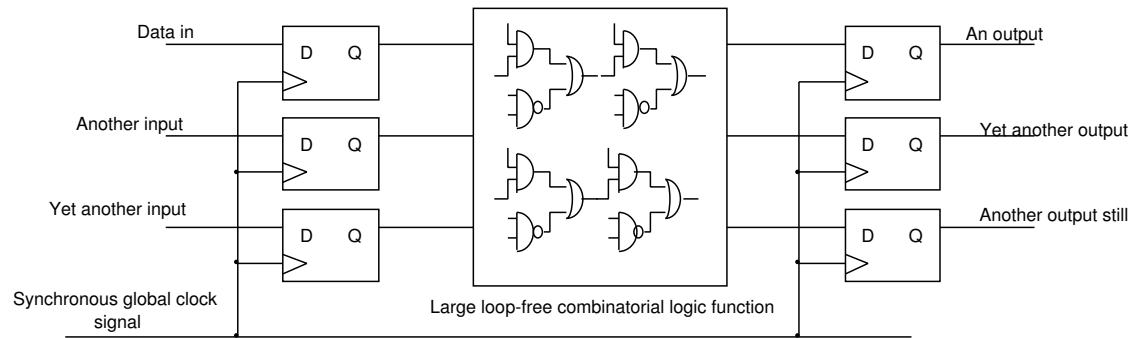 Data in
D Q
An output
D Q
Another input
D Q
Yet another output
D Q
Yet another input
D Q
Another output still
D Q
Synchronous global clock
signal
Large loop-free combinatorial logic function